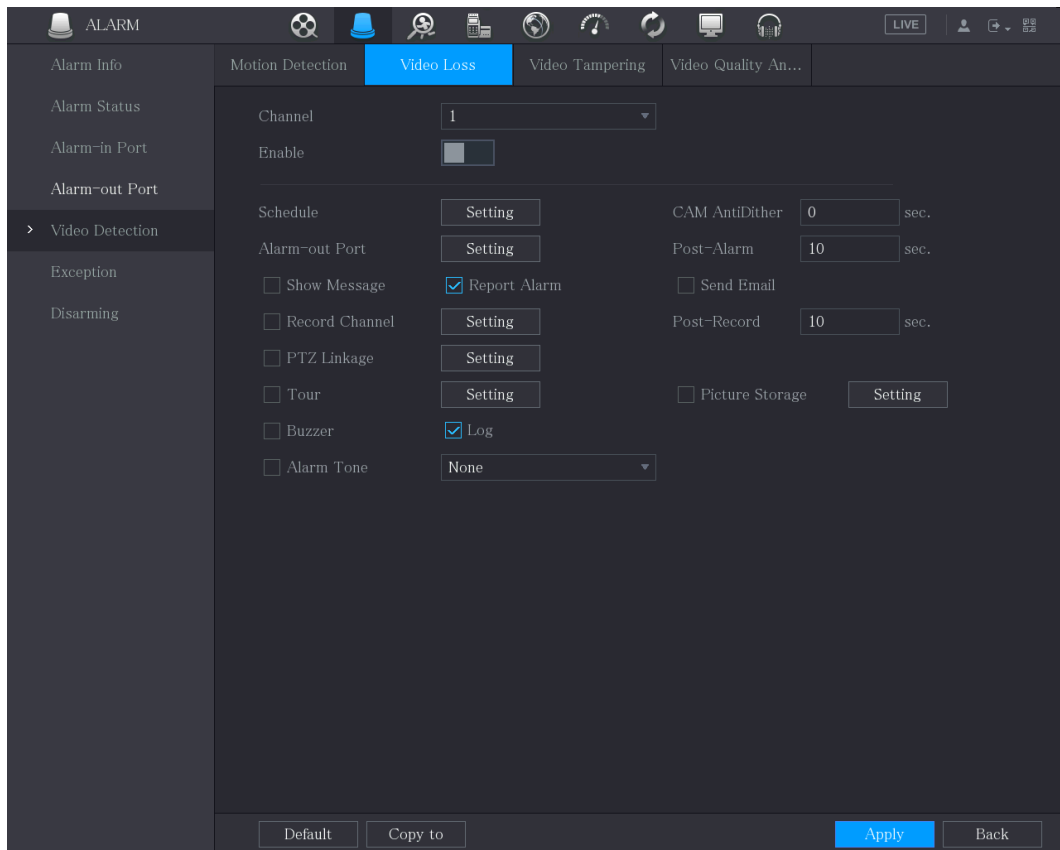 ALARM
LIVE
Alarm Info
Alarm Status
Alarm-in Port
Alarm-out Port
Video Detection
Exception
Disarming
Motion Detection Video Loss Video Tampering Video Quality An...
Channel 1
Enable
Schedule Setting CAM AntiDither 0 sec.
Alarm-out Port Setting Post-Alarm 10 sec.
Show Message Report Alarm Send Email
Record Channel Setting Post-Record 10 sec.
PTZ Linkage Setting
Tour Setting Picture Storage Setting
Buzzer Log
Alarm Tone None
Default Copy to Apply Back